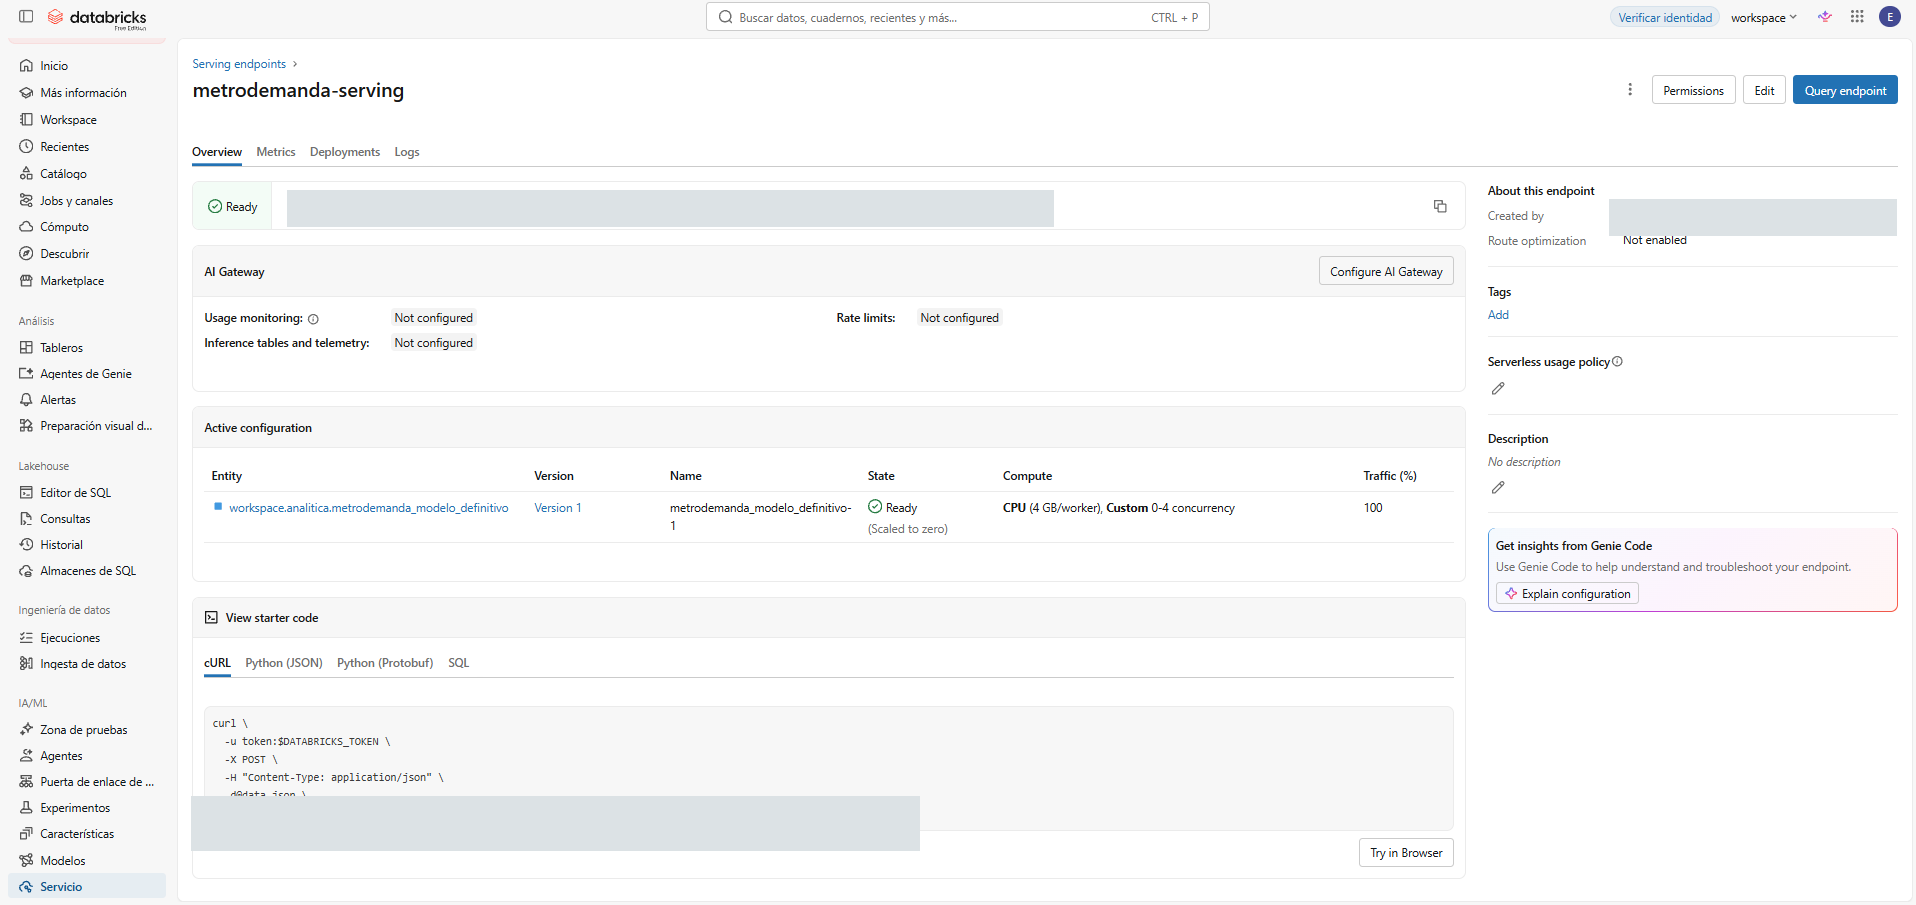 databricks
Free Edition
Buscar datos, cuadernos, recientes y más...
CTRL + P
Verificar identidad
workspace
E
Inicio
Más información
Workspace
Recientes
Catálogo
Jobs y canales
Cómputo
Descubrir
Marketplace
Análisis
Tableros
Agentes de Genie
Alertas
Preparación visual d...
Lakehouse
Editor de SQL
Consultas
Historial
Almacenes de SQL
Ingeniería de datos
Ejecuciones
Ingesta de datos
IA/ML
Zona de pruebas
Agentes
Puerta de enlace de ...
Experimentos
Características
Modelos
Servicio
Serving endpoints ›
metrodemanda-serving
Permissions
Edit
Query endpoint
Overview Metrics Deployments Logs
Ready
AI Gateway
Configure AI Gateway
Usage monitoring: Not configured
Rate limits: Not configured
Inference tables and telemetry: Not configured
Active configuration
Entity Version Name State Compute Traffic (%)
workspace.analitica.metrodemanda_modelo_definitivo Version 1 metrodemanda_modelo_definitivo-1 Ready (Scaled to zero) CPU (4 GB/worker), Custom 0-4 concurrency 100
View starter code
cURL Python (JSON) Python (Protobuf) SQL
curl \
-u token:$DATABRICKS_TOKEN \
-X POST \
-H "Content-Type: application/json" \
-d@data.json \
Try in Browser
About this endpoint
Created by
Route optimization Not enabled
Tags
Add
Serverless usage policy
Description
No description
Get insights from Genie Code
Use Genie Code to help understand and troubleshoot your endpoint.
Explain configuration